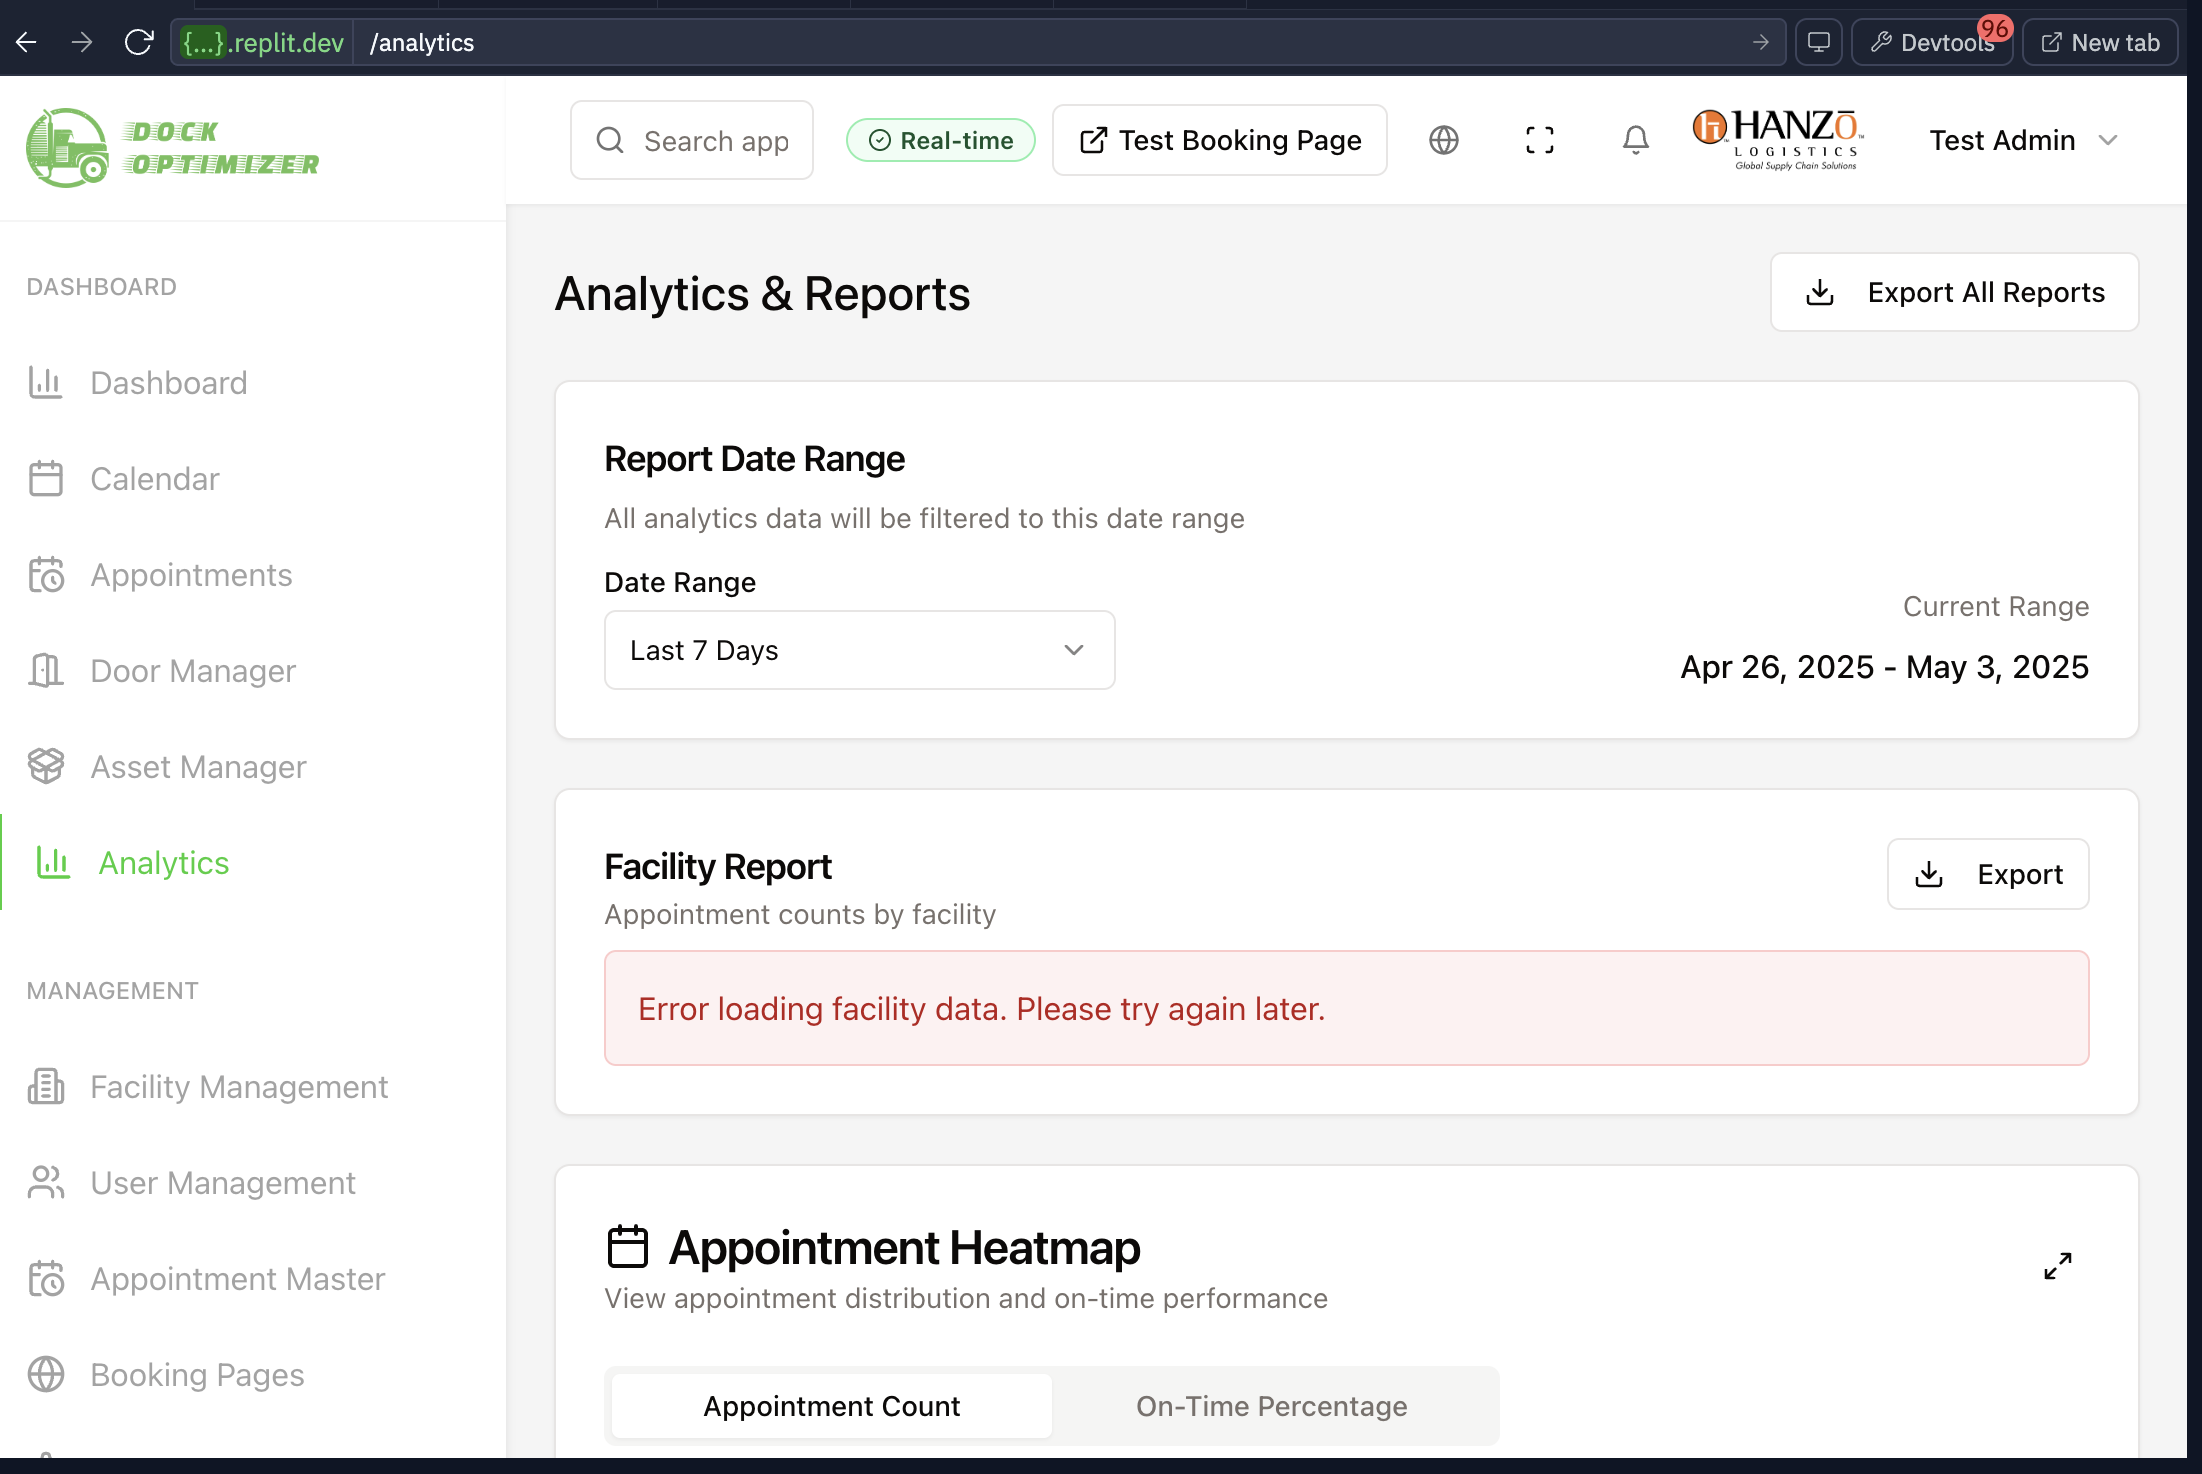 {...}.replit.dev /analytics
Devtools 96
New tab
DOCK
OPTIMIZER
Search app
Real-time
Test Booking Page
HANZŌ™
LOGISTICS
Global Supply Chain Solutions
Test Admin
DASHBOARD
Dashboard
Calendar
Appointments
Door Manager
Asset Manager
Analytics
MANAGEMENT
Facility Management
User Management
Appointment Master
Booking Pages
Analytics & Reports
Export All Reports
Report Date Range
All analytics data will be filtered to this date range
Date Range
Last 7 Days
Current Range
Apr 26, 2025 - May 3, 2025
Facility Report
Appointment counts by facility
Export
Error loading facility data. Please try again later.
Appointment Heatmap
View appointment distribution and on-time performance
Appointment Count
On-Time Percentage